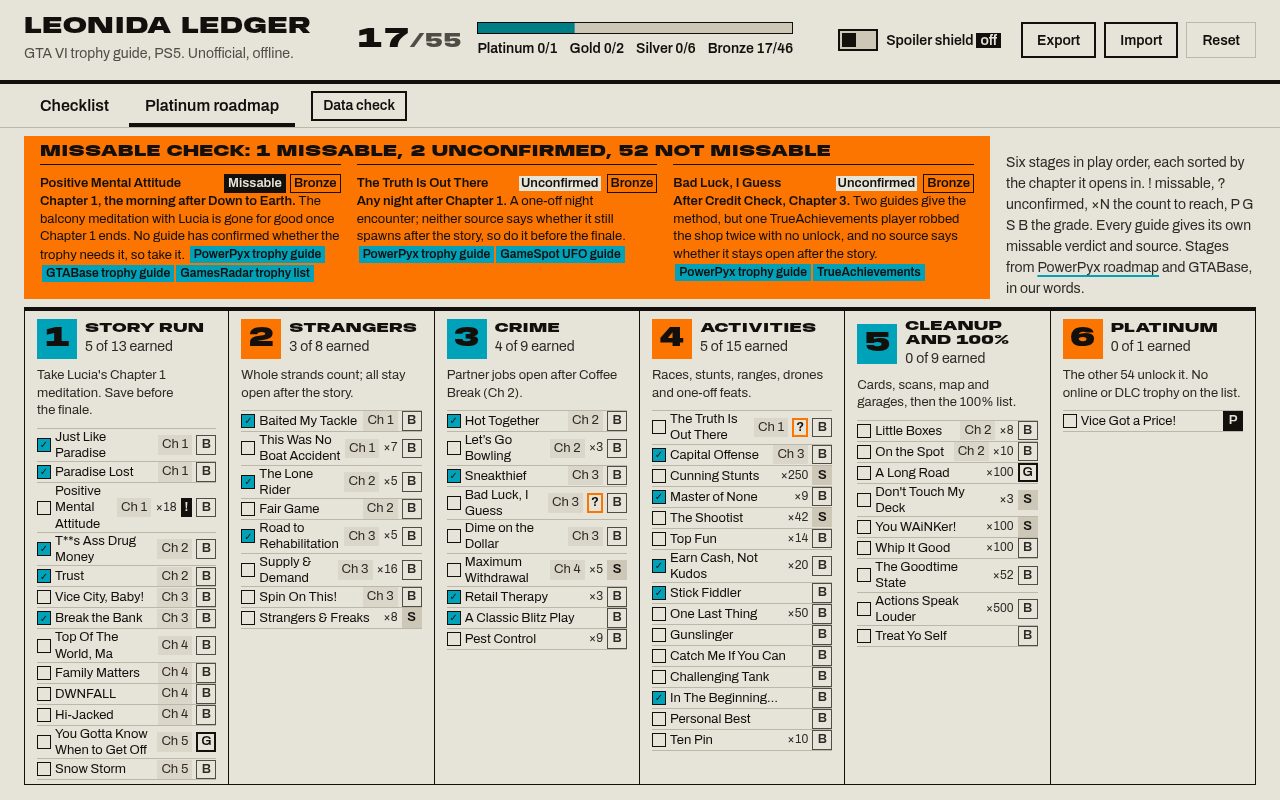 LEONIDA LEDGER
GTA VI trophy guide, PS5. Unofficial, offline.
17/55
Platinum 0/1 Gold 0/2 Silver 0/6 Bronze 17/46
Spoiler shield off
Export
Import
Reset
Checklist
Platinum roadmap
Data check
MISSABLE CHECK: 1 MISSABLE, 2 UNCONFIRMED, 52 NOT MISSABLE
Positive Mental Attitude Missable Bronze
Chapter 1, the morning after Down to Earth. The
balcony meditation with Lucia is gone for good once
Chapter 1 ends. No guide has confirmed whether the
trophy needs it, so take it. PowerPyx trophy guide
GTABase trophy guide GamesRadar trophy list
The Truth Is Out There Unconfirmed Bronze
Any night after Chapter 1. A one-off night
encounter; neither source says whether it still
spawns after the story, so do it before the finale.
PowerPyx trophy guide GameSpot UFO guide
Bad Luck, I Guess Unconfirmed Bronze
After Credit Check, Chapter 3. Two guides give the
method, but one TrueAchievements player robbed
the shop twice with no unlock, and no source says
whether it stays open after the story.
PowerPyx trophy guide TrueAchievements
Six stages in play order, each sorted by
the chapter it opens in. ! missable, ?
unconfirmed, ×N the count to reach, P G
S B the grade. Every guide gives its own
missable verdict and source. Stages
from PowerPyx roadmap and GTABase,
in our words.
1 STORY RUN
5 of 13 earned
Take Lucia's Chapter 1
meditation. Save before
the finale.
✓ Just Like
Paradise Ch 1 B
✓ Paradise Lost Ch 1 B
Positive
Mental
Attitude Ch 1 ×18 ! B
✓ T**s Ass Drug
Money Ch 2 B
✓ Trust Ch 2 B
Vice City, Baby! Ch 3 B
✓ Break the Bank Ch 3 B
Top Of The
World, Ma Ch 4 B
Family Matters Ch 4 B
DWNFALL Ch 4 B
Hi-Jacked Ch 4 B
You Gotta Know
When to Get Off Ch 5 G
Snow Storm Ch 5 B
2 STRANGERS
3 of 8 earned
Whole strands count; all stay
open after the story.
✓ Baited My Tackle Ch 1 B
This Was No
Boat Accident Ch 1 ×7 B
✓ The Lone
Rider Ch 2 ×5 B
Fair Game Ch 2 B
✓ Road to
Rehabilitation Ch 3 ×5 B
Supply &
Demand Ch 3 ×16 B
Spin On This! Ch 3 B
Strangers & Freaks ×8 S
3 CRIME
4 of 9 earned
Partner jobs open after Coffee
Break (Ch 2).
✓ Hot Together Ch 2 B
Let's Go
Bowling Ch 2 ×3 B
✓ Sneakthief Ch 3 B
Bad Luck, I
Guess Ch 3 ? B
Dime on the
Dollar Ch 3 B
Maximum
Withdrawal Ch 4 ×5 S
✓ Retail Therapy ×3 B
✓ A Classic Blitz Play B
Pest Control ×9 B
4 ACTIVITIES
5 of 15 earned
Races, stunts, ranges, drones
and one-off feats.
The Truth Is
Out There Ch 1 ? B
✓ Capital Offense Ch 3 B
Cunning Stunts ×250 S
✓ Master of None ×9 B
The Shootist ×42 S
Top Fun ×14 B
✓ Earn Cash, Not
Kudos ×20 B
✓ Stick Fiddler B
One Last Thing ×50 B
Gunslinger B
Catch Me If You Can B
Challenging Tank B
✓ In The Beginning... B
Personal Best B
Ten Pin ×10 B
5 CLEANUP
AND 100%
0 of 9 earned
Cards, scans, map and
garages, then the 100% list.
Little Boxes Ch 2 ×8 B
On the Spot Ch 2 ×10 B
A Long Road ×100 G
Don't Touch My
Deck ×3 S
You WAiNKer! ×100 S
Whip It Good ×100 B
The Goodtime
State ×52 B
Actions Speak
Louder ×500 B
Treat Yo Self B
6 PLATINUM
0 of 1 earned
The other 54 unlock it. No
online or DLC trophy on the list.
Vice Got a Price! P